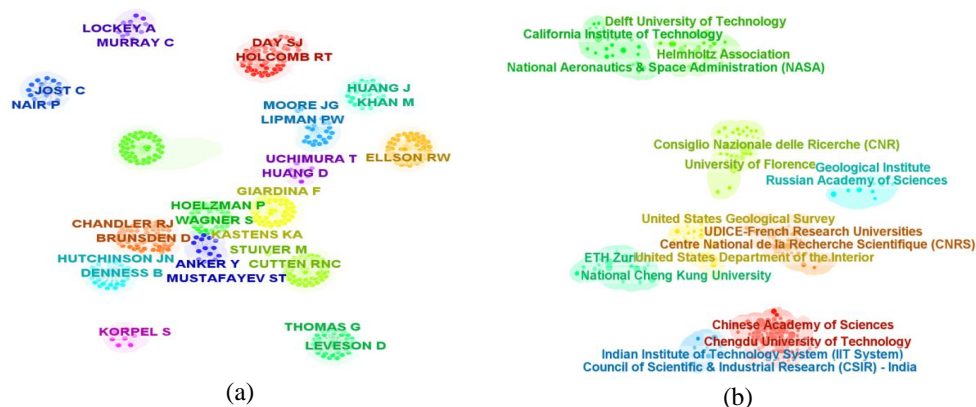 LOCKEY A
MURRAY C
DAY SJ
HOLCOMB RT
JOST C
NAIR P
HUANG J
KHAN M
MOORE JG
LIPMAN PW
ELLSON RW
UCHIMURA T
HUANG D
GIARDINA F
HOELZMAN P
WAGNER S
KASTENS KA
CHANDLER RJ
BRUNSDEN D
STUIVER M
HUTCHINSON JN
DENNESS B
ANKER Y
CUTTEN RNC
MUSTAFAYEV ST
KORPEL S
THOMAS G
LEVESON D
(a)
Delft University of Technology
California Institute of Technology
Helmholtz Association
National Aeronautics & Space Administration (NASA)
Consiglio Nazionale delle Ricerche (CNR)
University of Florence
Geological Institute
Russian Academy of Sciences
United States Geological Survey
UDICE-French Research Universities
Centre National de la Recherche Scientifique (CNRS)
ETH Zuri
United States Department of the Interior
National Cheng Kung University
Chinese Academy of Sciences
Chengdu University of Technology
Indian Institute of Technology System (IIT System)
Council of Scientific & Industrial Research (CSIR) - India
(b)